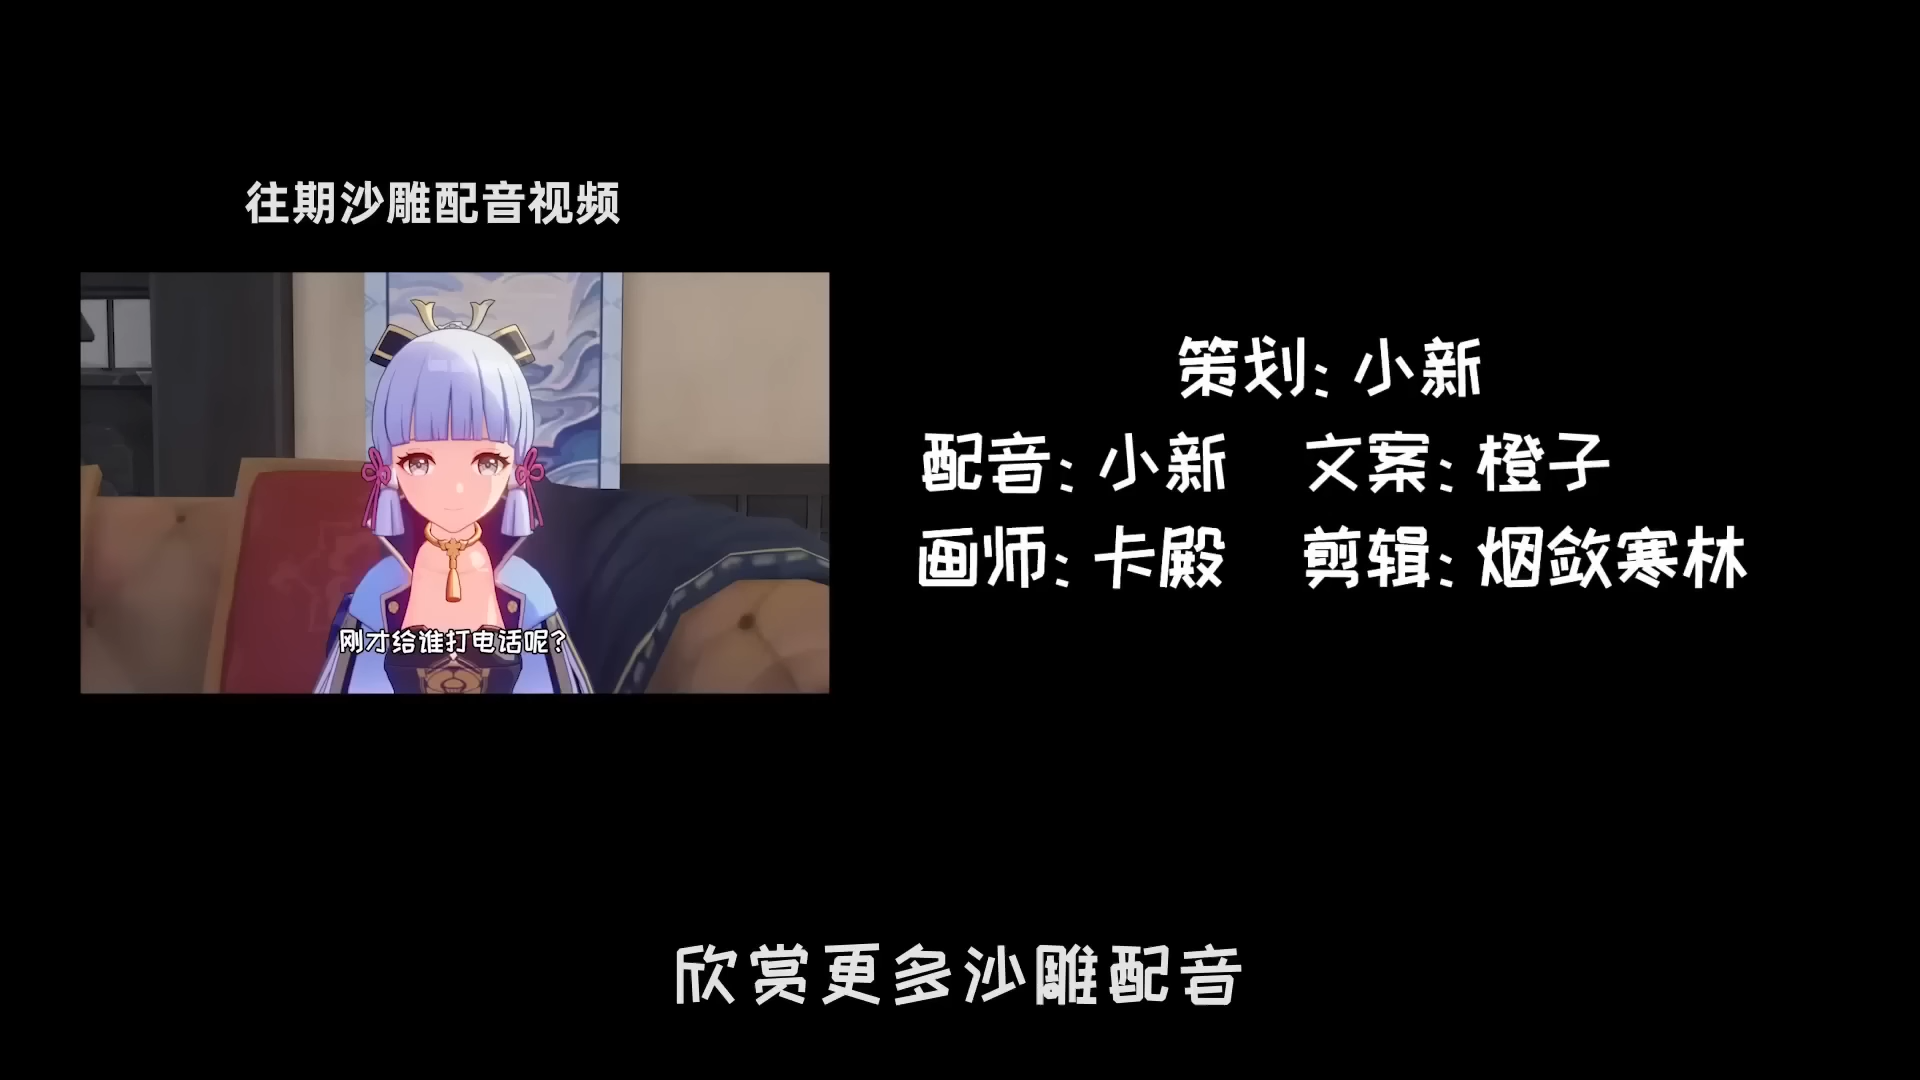 往期沙雕配音视频
刚才给谁打电话呢?
策划: 小新
配音: 小新 文案: 橙子
画师: 卡殿 剪辑: 烟敛寒林
欣赏更多沙雕配音